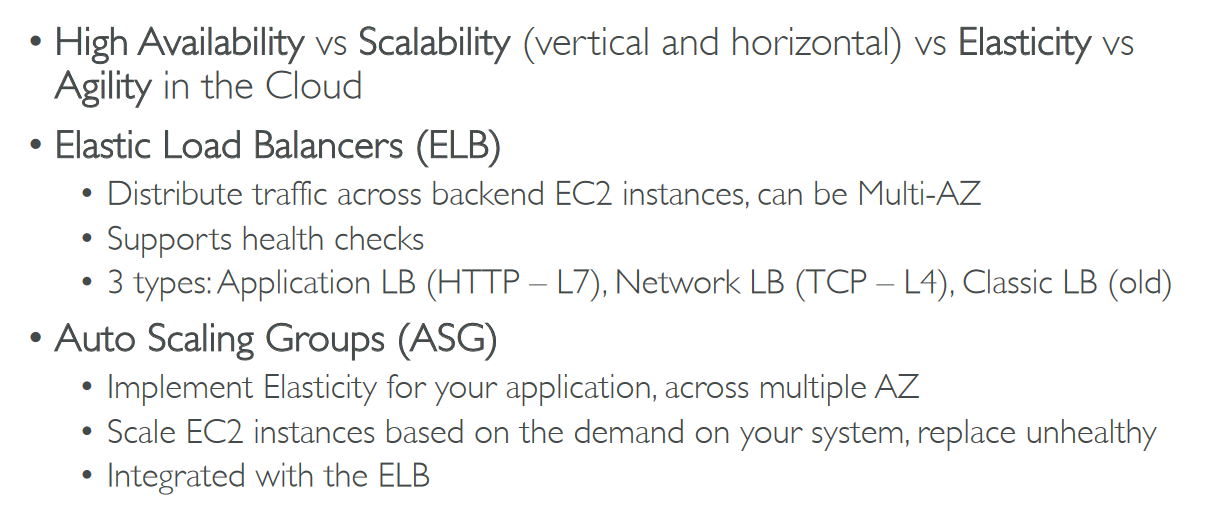 • High Availability vs Scalability (vertical and horizontal) vs Elasticity vs
Agility in the Cloud
• Elastic Load Balancers (ELB)
• Distribute traffic across backend EC2 instances, can be Multi-AZ
• Supports health checks
• 3 types: Application LB (HTTP – L7), Network LB (TCP – L4), Classic LB (old)
• Auto Scaling Groups (ASG)
• Implement Elasticity for your application, across multiple AZ
• Scale EC2 instances based on the demand on your system, replace unhealthy
• Integrated with the ELB